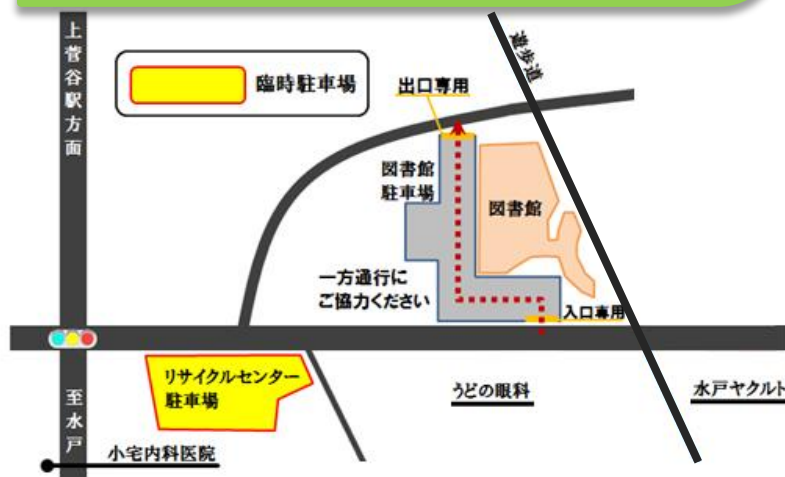 上菅谷駅方面
臨時駐車場
遊歩道
出口専用
図書館
駐車場
図書館
一方通行に
ご協力ください
入口専用
リサイクルセンター
駐車場
うどの眼科
水戸ヤクルト
至水戸
小宅内科医院